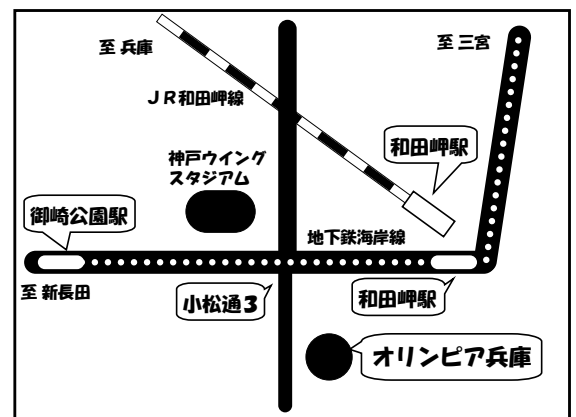 至 兵庫
至 三宮
ＪＲ和田岬線
和田岬駅
神戸ウイング
スタジアム
御崎公園駅
地下鉄海岸線
至 新長田
小松通3
和田岬駅
オリンピア兵庫